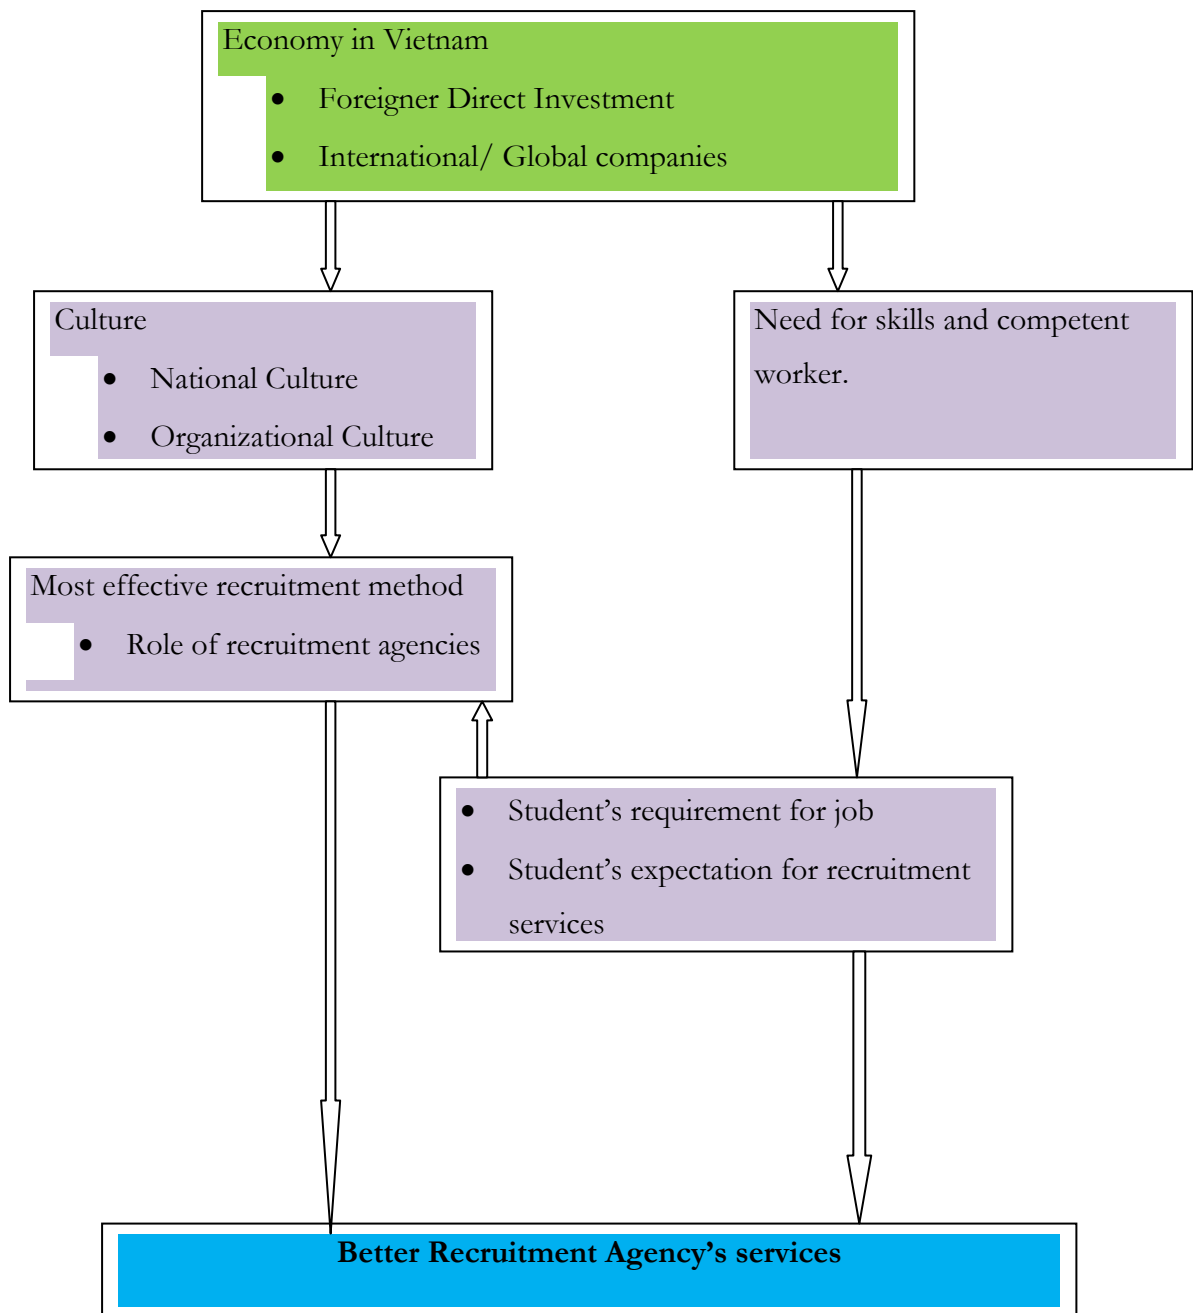 Economy in Vietnam
• Foreigner Direct Investment
• International/ Global companies
Culture
• National Culture
• Organizational Culture
Need for skills and competent
worker.
Most effective recruitment method
• Role of recruitment agencies
• Student’s requirement for job
• Student’s expectation for recruitment
services
Better Recruitment Agency’s services